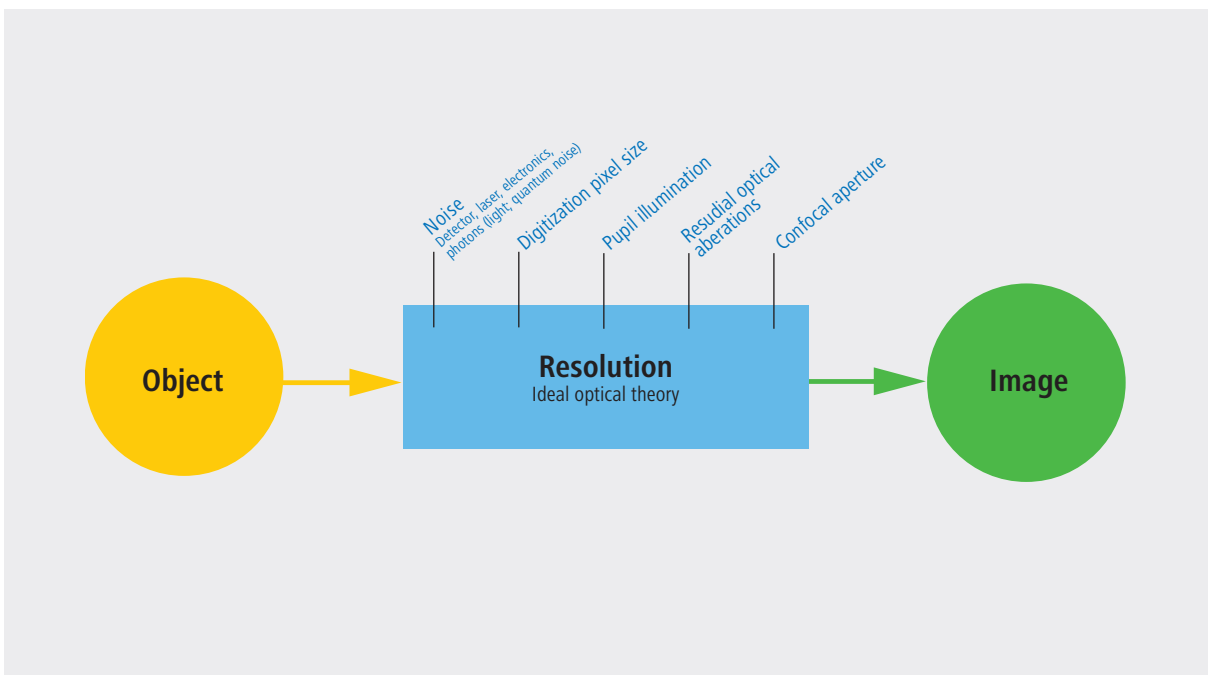 Noise
Detector, laser, electronics,
photons (light; quantum noise)
Digitization pixel size
Pupil illumination
Resudial optical
aberations
Confocal aperture
Object
Resolution
Ideal optical theory
Image